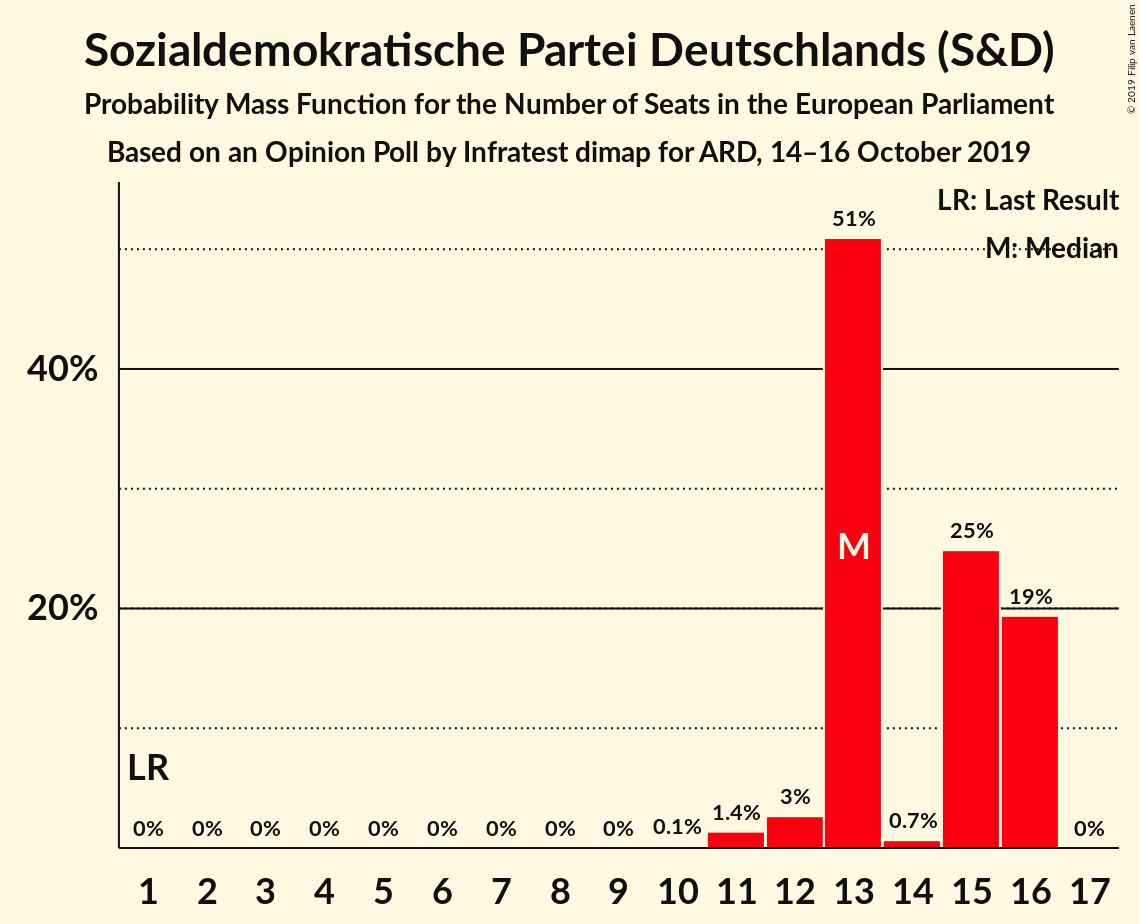 Sozialdemokratische Partei Deutschlands (S&D)
Probability Mass Function for the Number of Seats in the European Parliament
Based on an Opinion Poll by Infratest dimap for ARD, 14–16 October 2019
© 2019 Filip van Laenen
LR: Last Result
M: Median
51%
40%
M
25%
20%
19%
LR
0% 0% 0% 0% 0% 0% 0% 0% 0% 0.1% 1.4% 3% 0.7% 0%
1 2 3 4 5 6 7 8 9 10 11 12 13 14 15 16 17